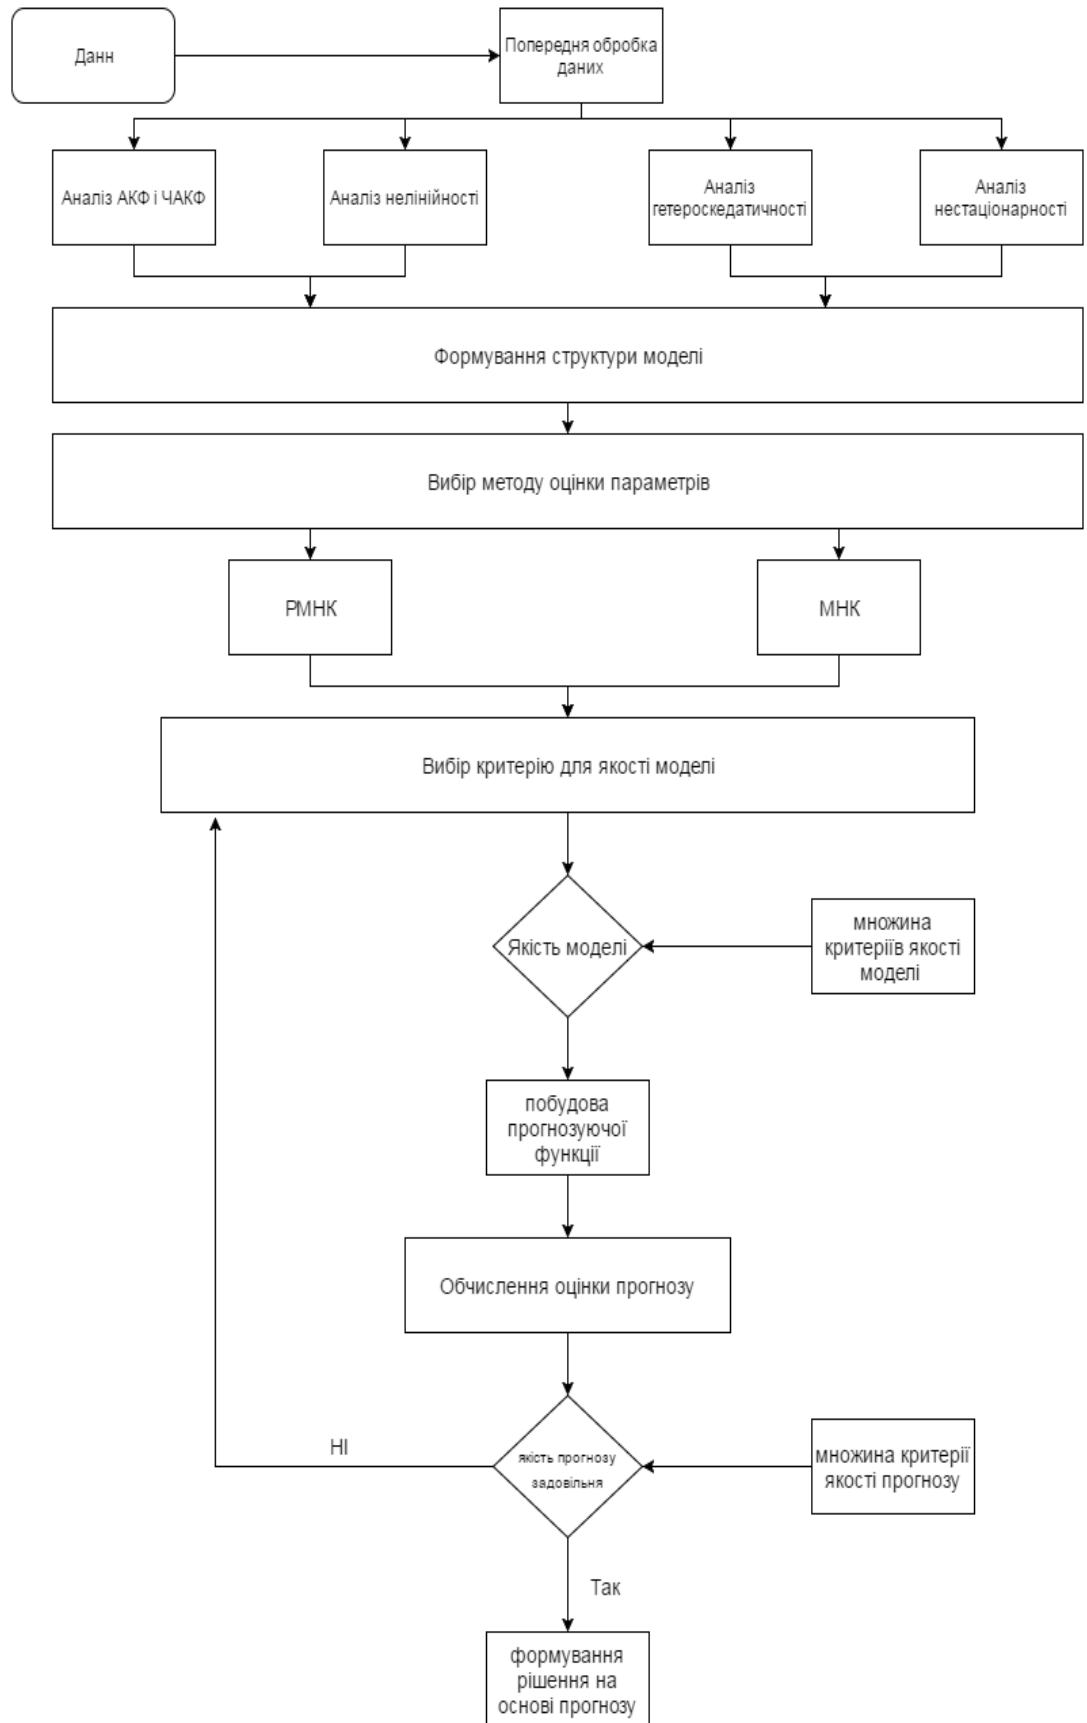 Данн
Попередня обробка
даних
Аналіз АКФ і ЧАКФ
Аналіз нелінійності
Аналіз
гетероскедатичності
Аналіз
нестаціонарності
Формування структури моделі
Вибір методу оцінки параметрів
РМНК
МНК
Вибір критерію для якості моделі
Якість моделі
множина
критеріїв якості
моделі
побудова
прогнозуючої
функції
Обчислення оцінки прогнозу
НІ
якість прогнозу
задовільня
множина критерії
якості прогнозу
Так
формування
рішення на
основі прогнозу